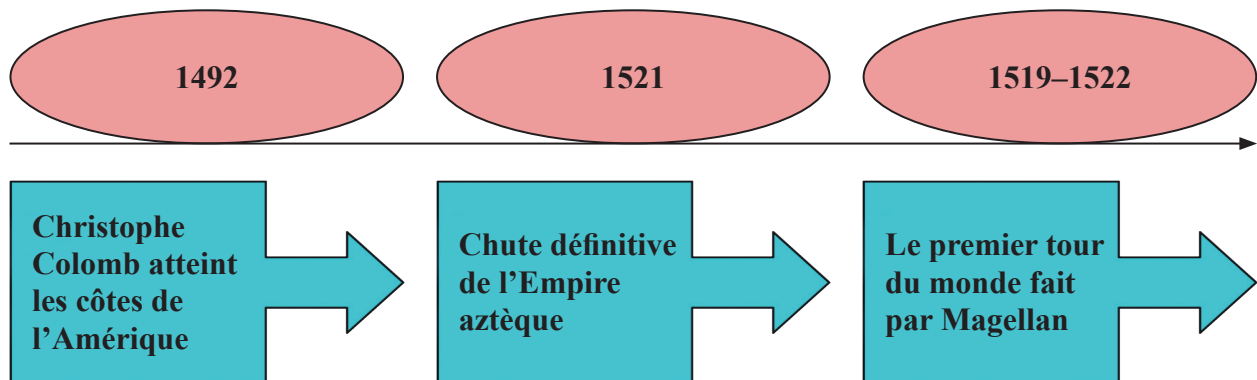 1492
1521
1519–1522
Christophe
Colomb atteint
les côtes de
l’Amérique
Chute définitive
de l’Empire
aztèque
Le premier tour
du monde fait
par Magellan